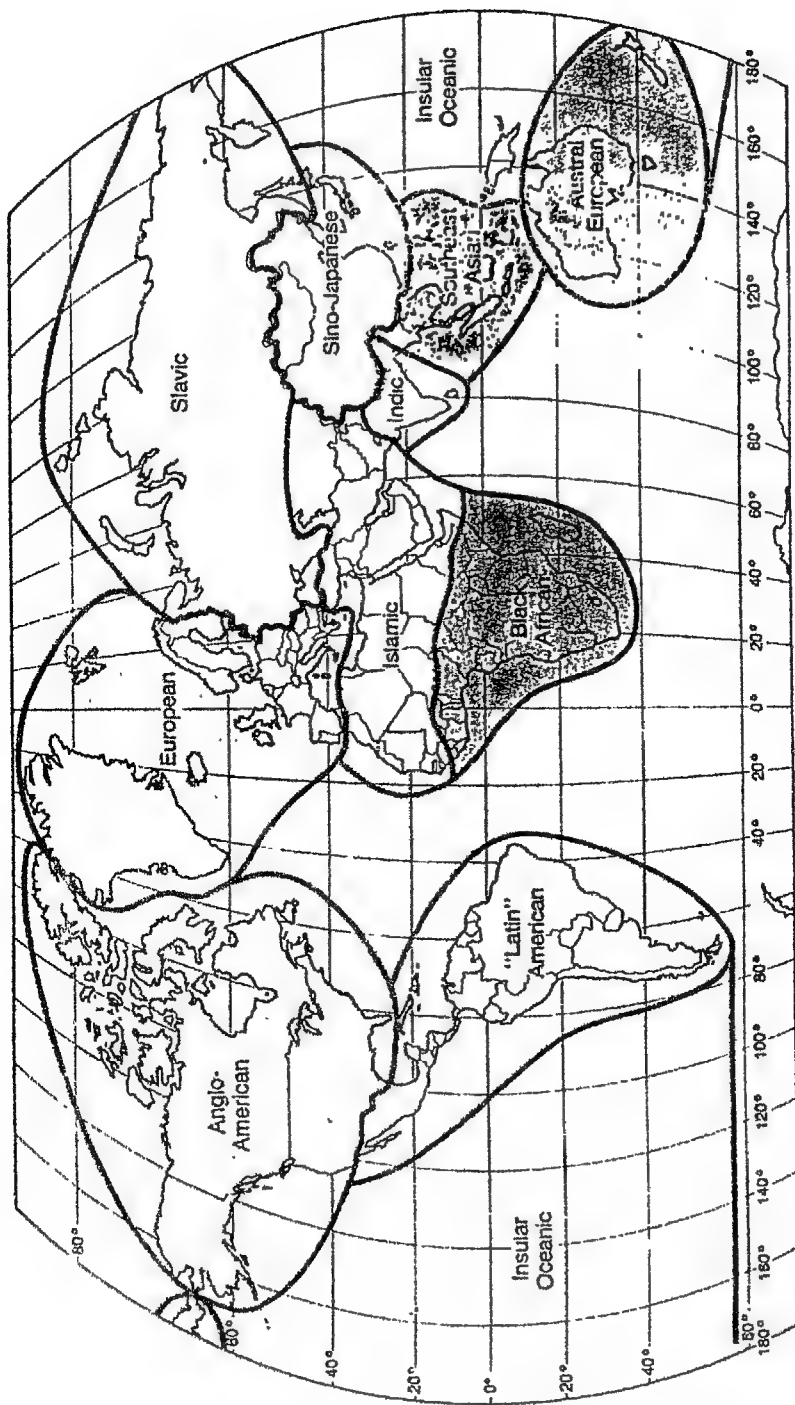 80°
60°
-40°
-20°
-0°
-20°
-40°
60°
Anglo-
American
European
Slavic
Sino-Japanese
Insular
Oceanic
Islamic
Indic
Southeast
Asian
Black
African
"Latin"
American
Austral
European
Insular
Oceanic
180°
160°
140°
120°
100°
80°
40°
20°
0°
20°
40°
60°
80°
100°
120°
140°
160°
180°